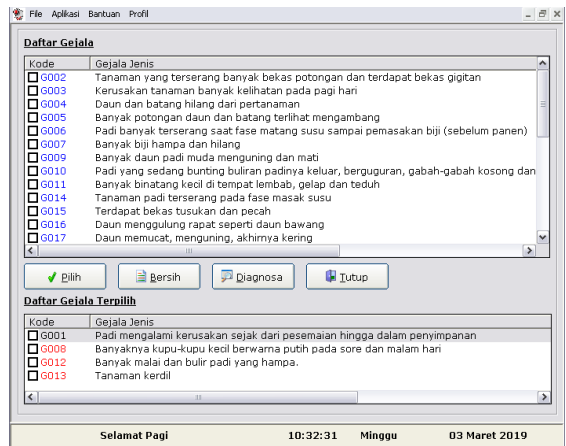 File Aplikasi Bantuan Profil
Daftar Gejala
Kode Gejala Jenis
G002 Tanaman yang terserang banyak bekas potongan dan terdapat bekas gigitan
G003 Kerusakan tanaman banyak kelihatan pada pagi hari
G004 Daun dan batang hilang dari pertanaman
G005 Banyak potongan daun dan batang terlihat mengambang
G006 Padi banyak terserang saat fase matang susu sampai pemasakan biji (sebelum panen)
G007 Banyak biji hampa dan hilang
G009 Banyak daun padi muda menguning dan mati
G010 Padi yang sedang bunting buliran padinya keluar, berguguran, gabah-gabah kosong dan
G011 Banyak binatang kecil di tempat lembab, gelap dan teduh
G014 Tanaman padi terserang pada fase masak susu
G015 Terdapat bekas tusukan dan pecah
G016 Daun menggulung rapat seperti daun bawang
G017 Daun memucat, menguning, akhirnya kering
Pilih Bersih Diagnosa Tutup
Daftar Gejala Terpilih
Kode Gejala Jenis
G001 Padi mengalami kerusakan sejak dari pesemaian hingga dalam penyimpanan
G008 Banyaknya kupu-kupu kecil berwarna putih pada sore dan malam hari
G012 Banyak malai dan bulir padi yang hampa.
G013 Tanaman kerdil
Selamat Pagi 10:32:31 Minggu 03 Maret 2019